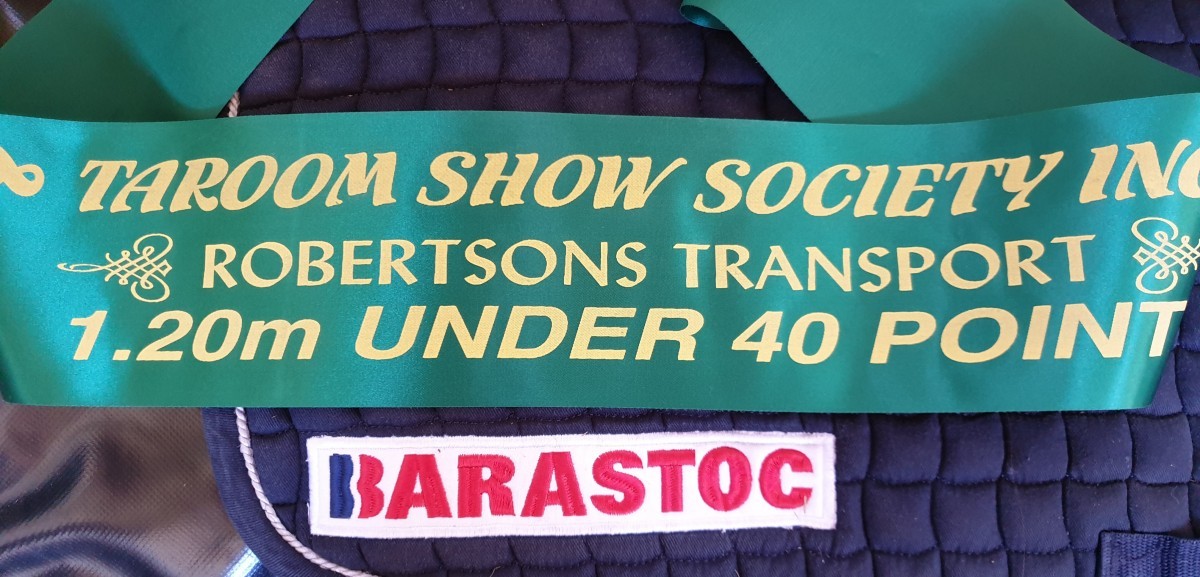 TAROOM SHOW SOCIETY INC
ROBERTSONS TRANSPORT
1.20m UNDER 40 POINT
BARASTOC